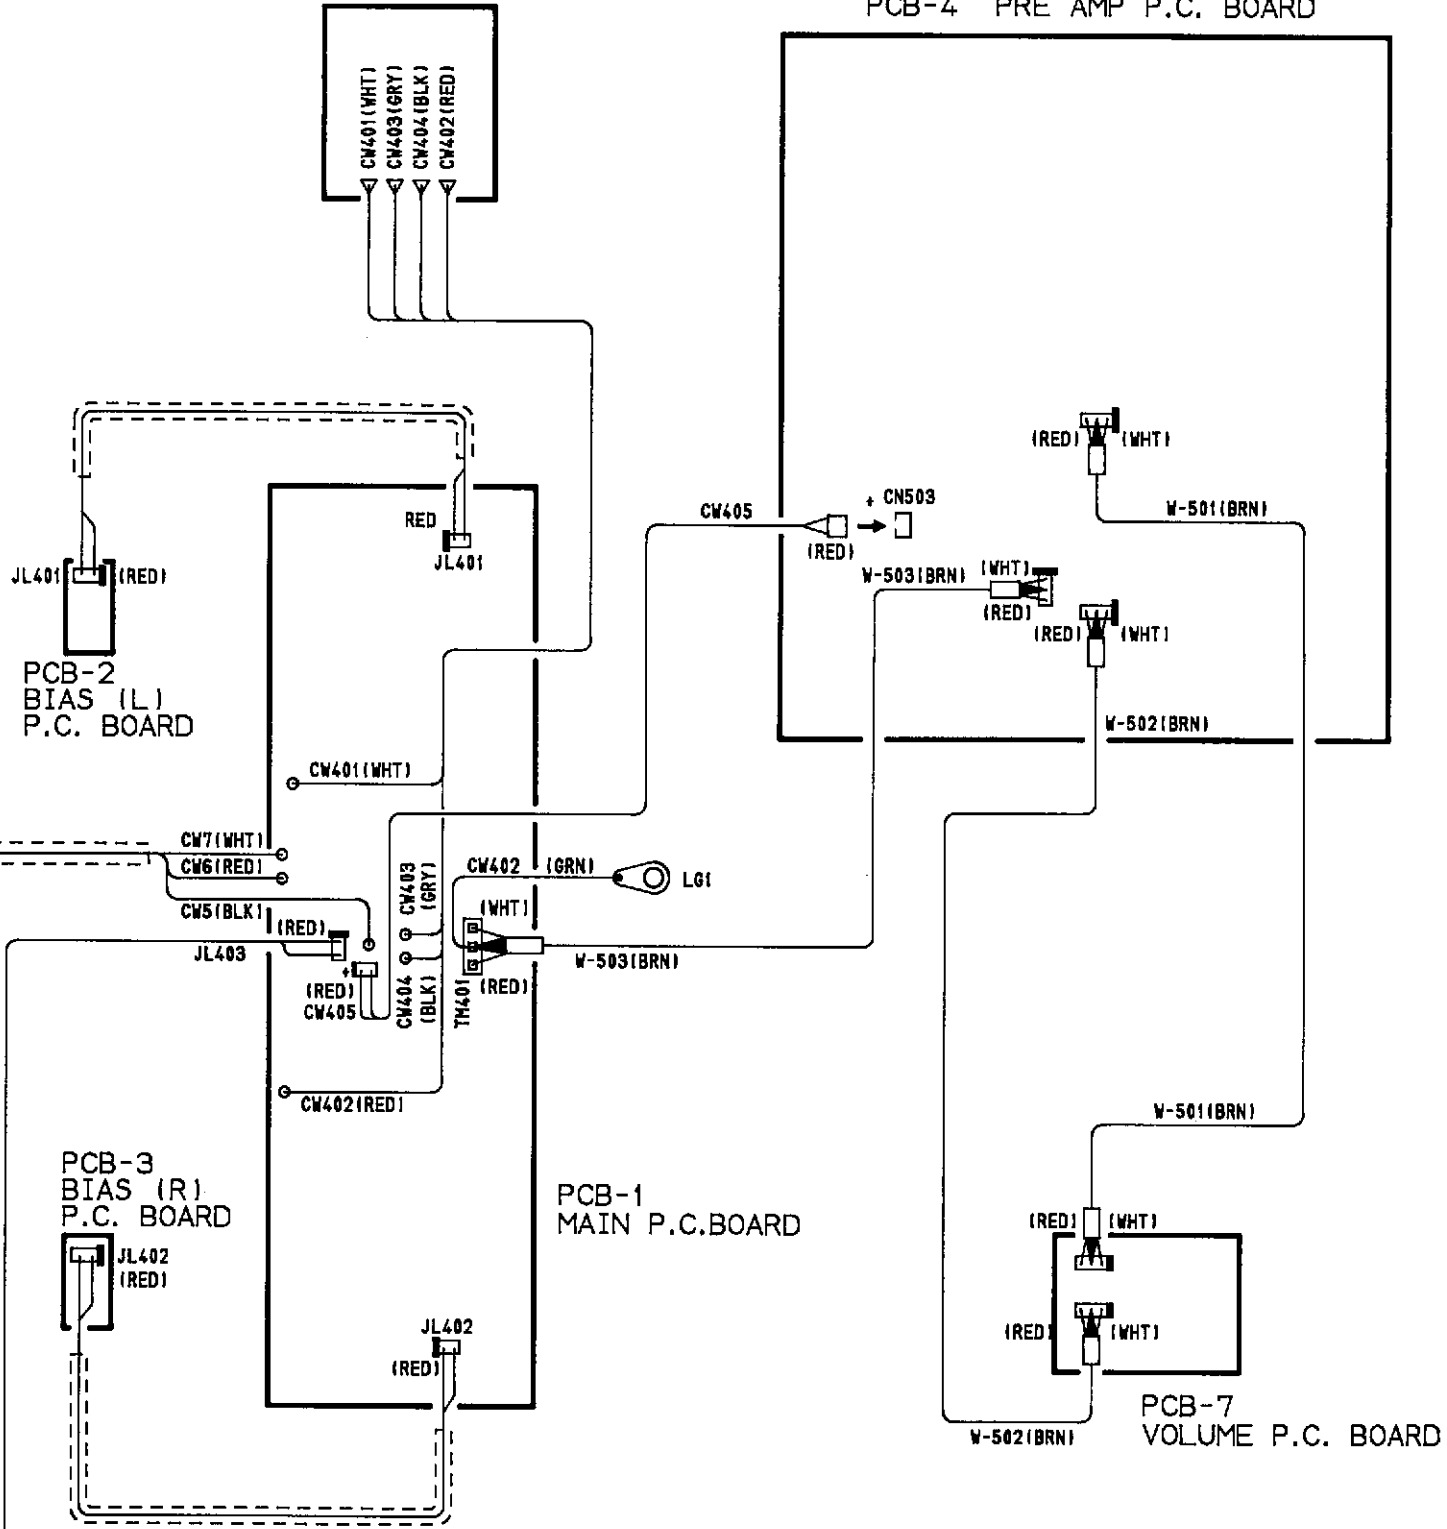 PCB-4 PRE AMP P.C. BOARD
CW401(WHT)
CW403(GRY)
CW404(BLK)
CW402(RED)
(RED)
(WHT)
RED
JL401
CW405
+ CN503
(RED)
W-501(BRN)
JL401
(RED)
W-503(BRN)
(WHT)
(RED)
(RED)
(WHT)
PCB-2
BIAS (L)
P.C. BOARD
W-502(BRN)
CW401(WHT)
CW7(WHT)
CW6(RED)
CW5(BLK)
CW403
(GRY)
CW402 (GRN)
LG1
(WHT)
(RED)
JL403
+
(RED)
CW405
CW404
(BLK)
TM401
(RED)
W-503(BRN)
CW402(RED)
W-501(BRN)
PCB-3
BIAS (R)
P.C. BOARD
JL402
(RED)
PCB-1
MAIN P.C.BOARD
(RED)
(WHT)
JL402
(RED)
(RED)
(WHT)
W-502(BRN)
PCB-7
VOLUME P.C. BOARD